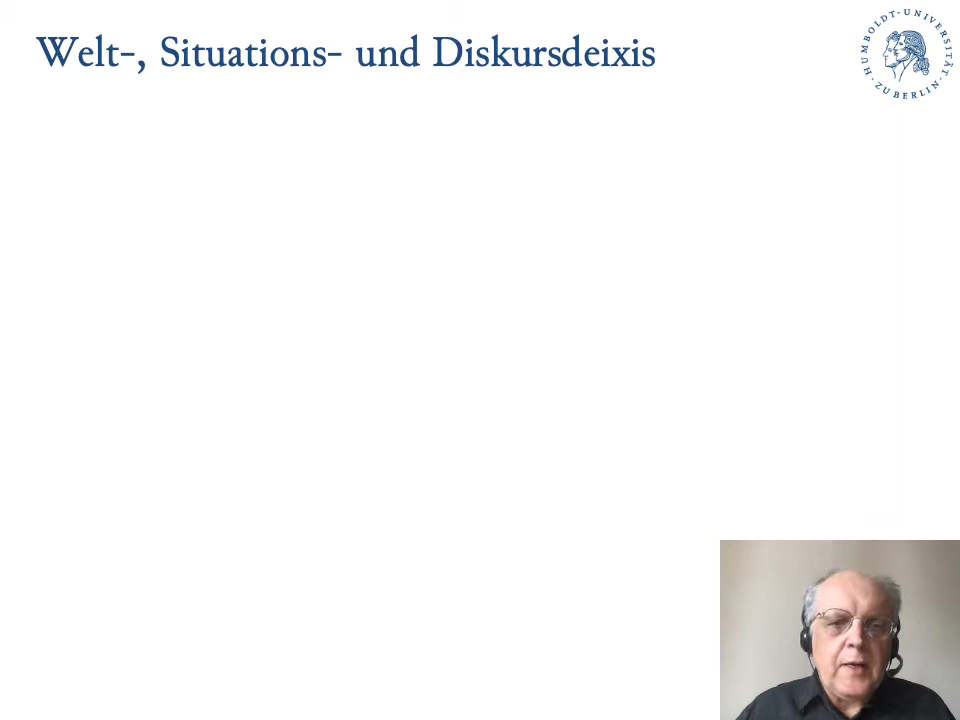 Welt-, Situations- und Diskursdeixis
HUMBOLDT-UNIVERSITÄT
ZU BERLIN